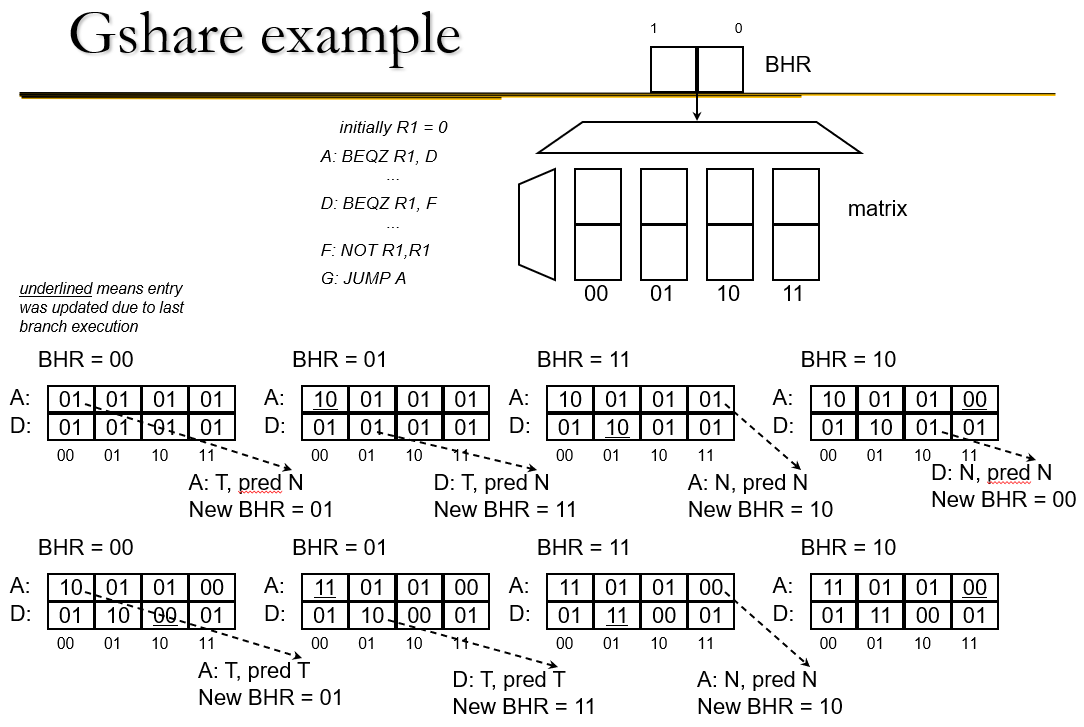 Gshare example
1 0
BHR
initially R1 = 0
A: BEQZ R1, D
...
D: BEQZ R1, F
...
F: NOT R1,R1
G: JUMP A
matrix
00 01 10 11
underlined means entry
was updated due to last
branch execution
BHR = 00
A: 01 01 01 01
D: 01 01 01 01
00 01 10 11
A: T, pred N
New BHR = 01
BHR = 01
A: 10 01 01 01
D: 01 01 01 01
00 01 10 11
D: T, pred N
New BHR = 11
BHR = 11
A: 10 01 01 01
D: 01 10 01 01
00 01 10 11
A: N, pred N
New BHR = 10
BHR = 10
A: 10 01 01 00
D: 01 10 01 01
00 01 10 11
D: N, pred N
New BHR = 00
BHR = 00
A: 10 01 01 00
D: 01 10 00 01
00 01 10 11
A: T, pred T
New BHR = 01
BHR = 01
A: 11 01 01 00
D: 01 10 00 01
00 01 10 11
D: T, pred T
New BHR = 11
BHR = 11
A: 11 01 01 00
D: 01 11 00 01
00 01 10 11
A: N, pred N
New BHR = 10
BHR = 10
A: 11 01 01 00
D: 01 11 00 01
00 01 10 11